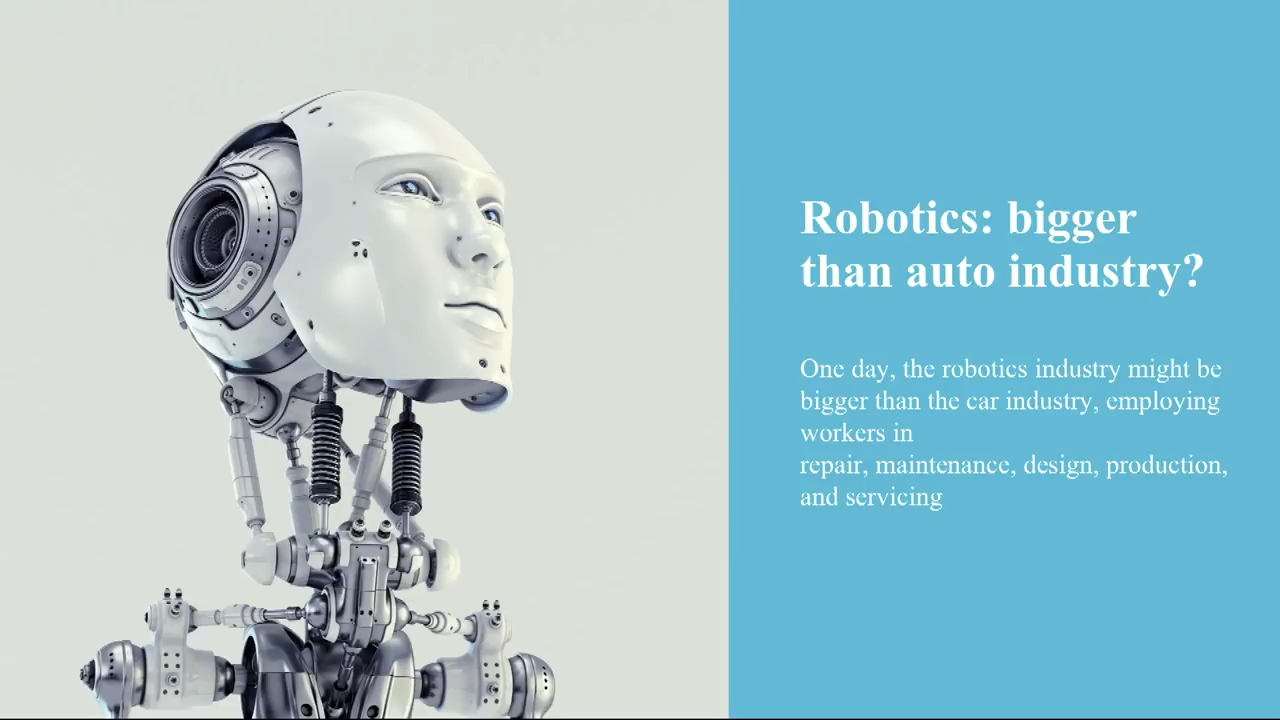 Robotics: bigger
than auto industry?
One day, the robotics industry might be
bigger than the car industry, employing
workers in
repair, maintenance, design, production,
and servicing